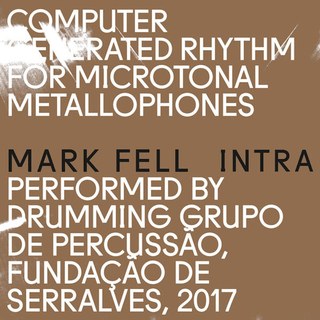 COMPUTER
GENERATED RHYTHM
FOR MICROTONAL
METALLOPHONES
MARK FELL INTRA
PERFORMED BY
DRUMMING GRUPO
DE PERCUSSÃO,
FUNDAÇÃO DE
SERRALVES, 2017